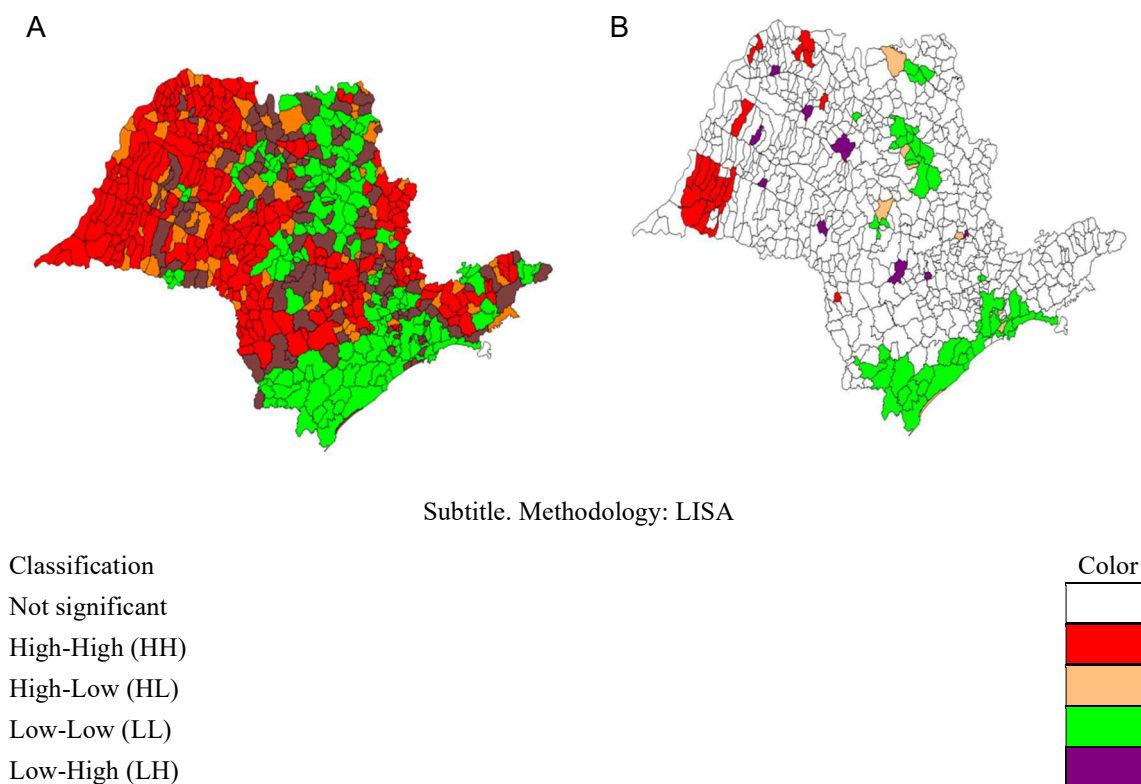 A
B
Subtitle. Methodology: LISA
Classification Color
Not significant
High-High (HH)
High-Low (HL)
Low-Low (LL)
Low-High (LH)